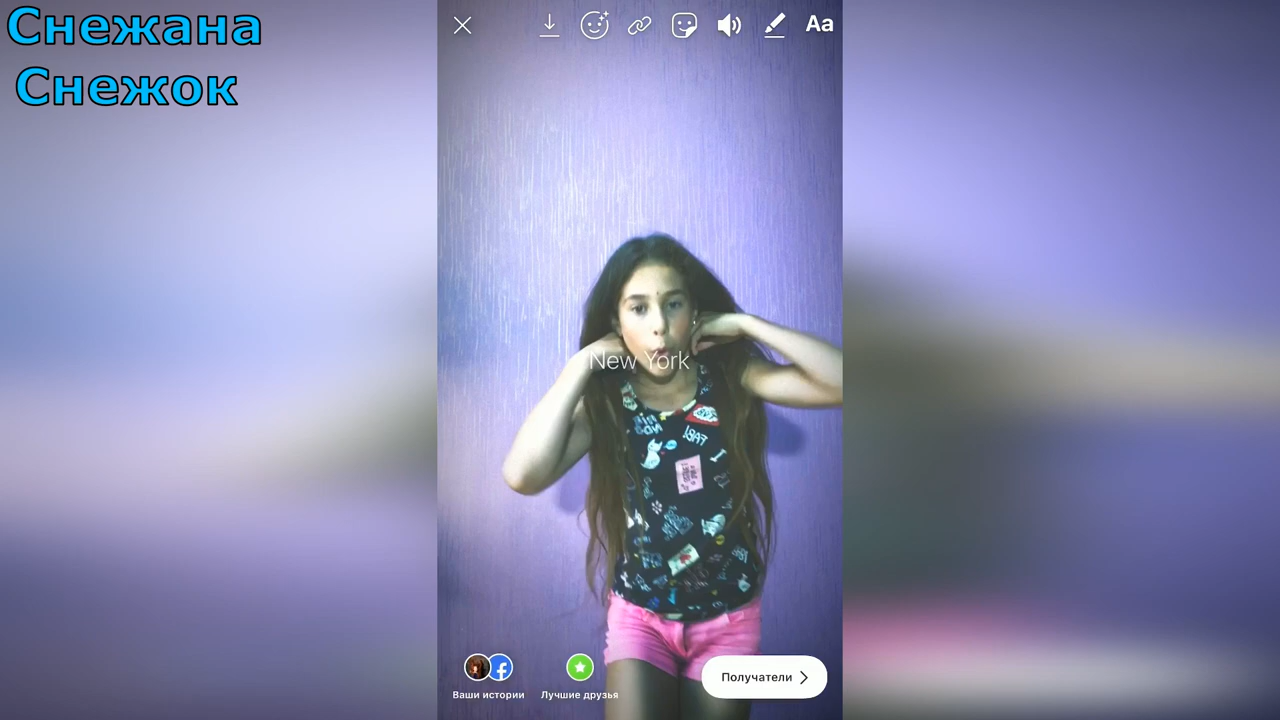 Снежана
Снежок
Aa
New York
Ваши истории
Лучшие друзья
Получатели